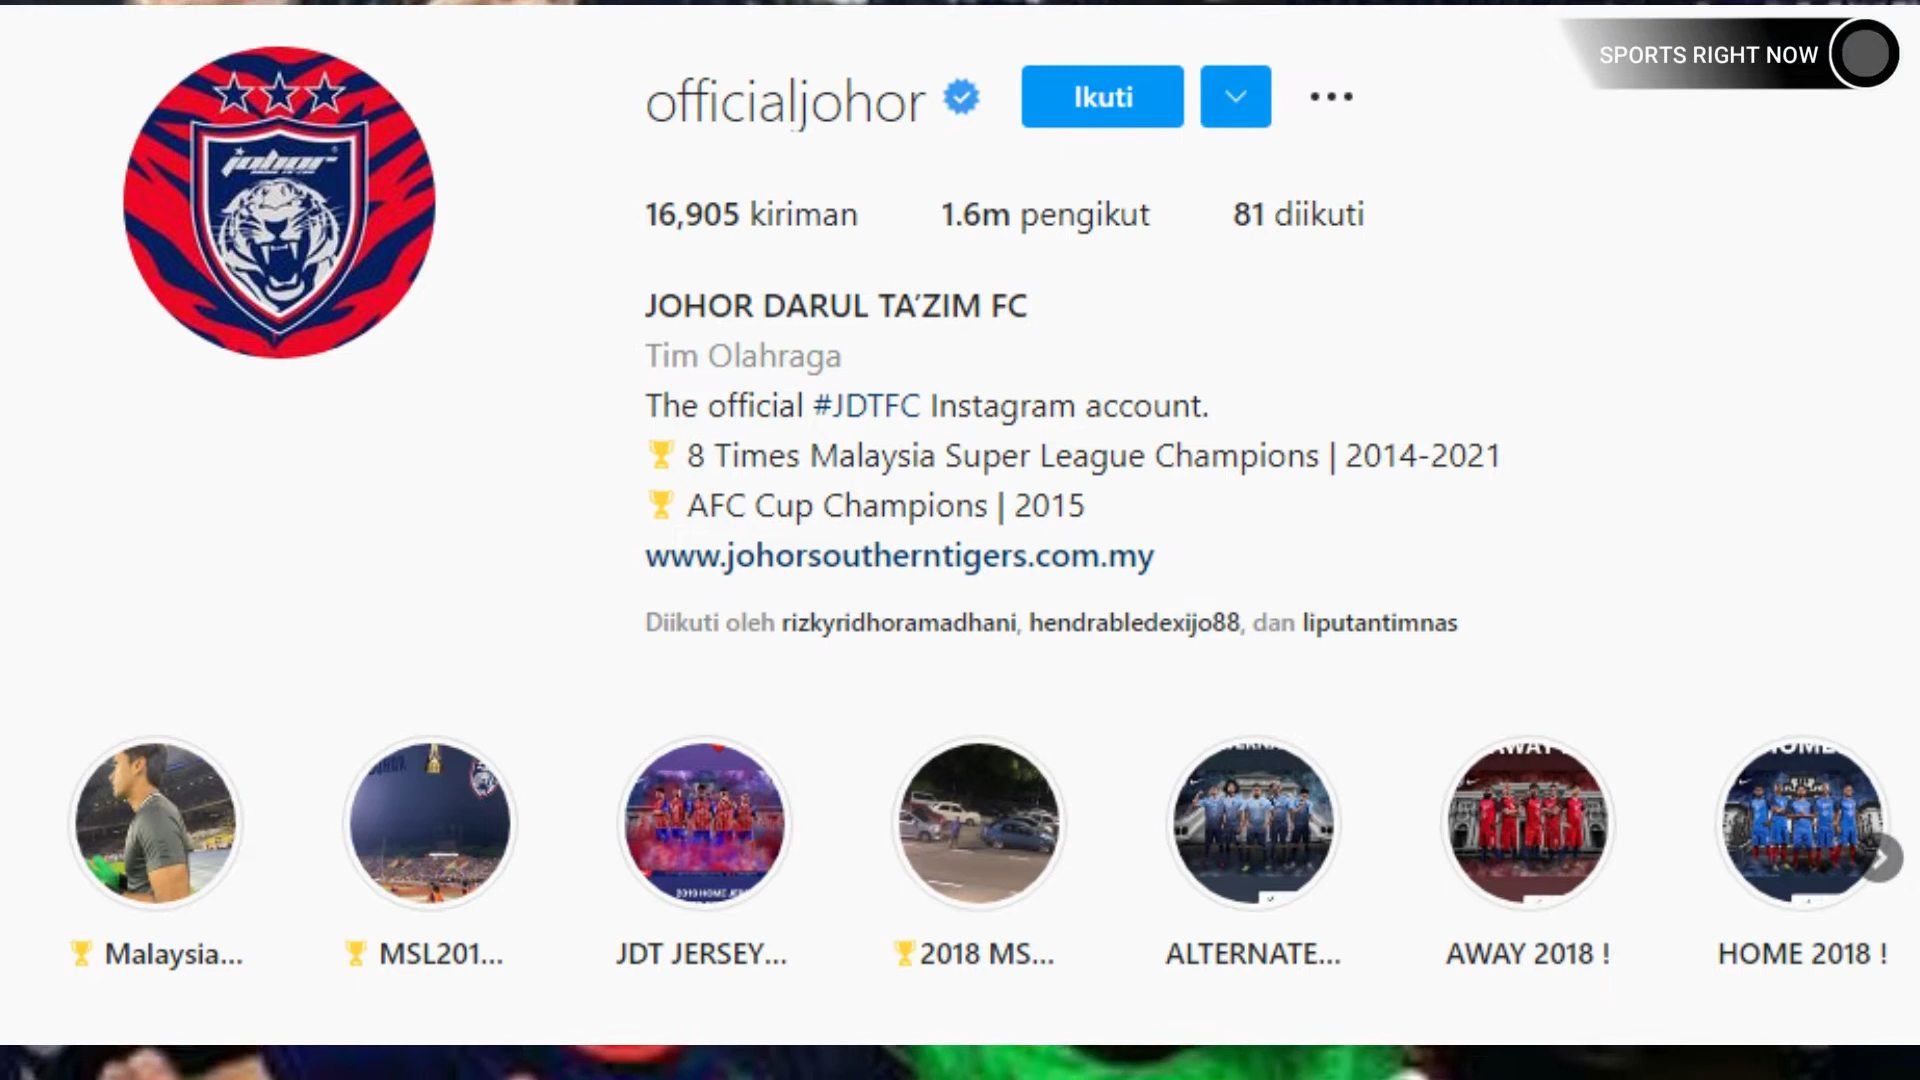 SPORTS RIGHT NOW
johor
officialjohor
Ikuti
16,905 kiriman 1.6m pengikut 81 diikuti
JOHOR DARUL TA'ZIM FC
Tim Olahraga
The official #JDTFC Instagram account.
🏆 8 Times Malaysia Super League Champions | 2014-2021
🏆 AFC Cup Champions | 2015
www.johorsoutherntigers.com.my
Diikuti oleh rizkyridhoramadhani, hendrabledexijo88, dan liputantimnas
🏆 Malaysia...
🏆 MSL201...
JDT JERSEY...
🏆2018 MS...
ALTERNATE...
AWAY 2018 !
HOME 2018 !